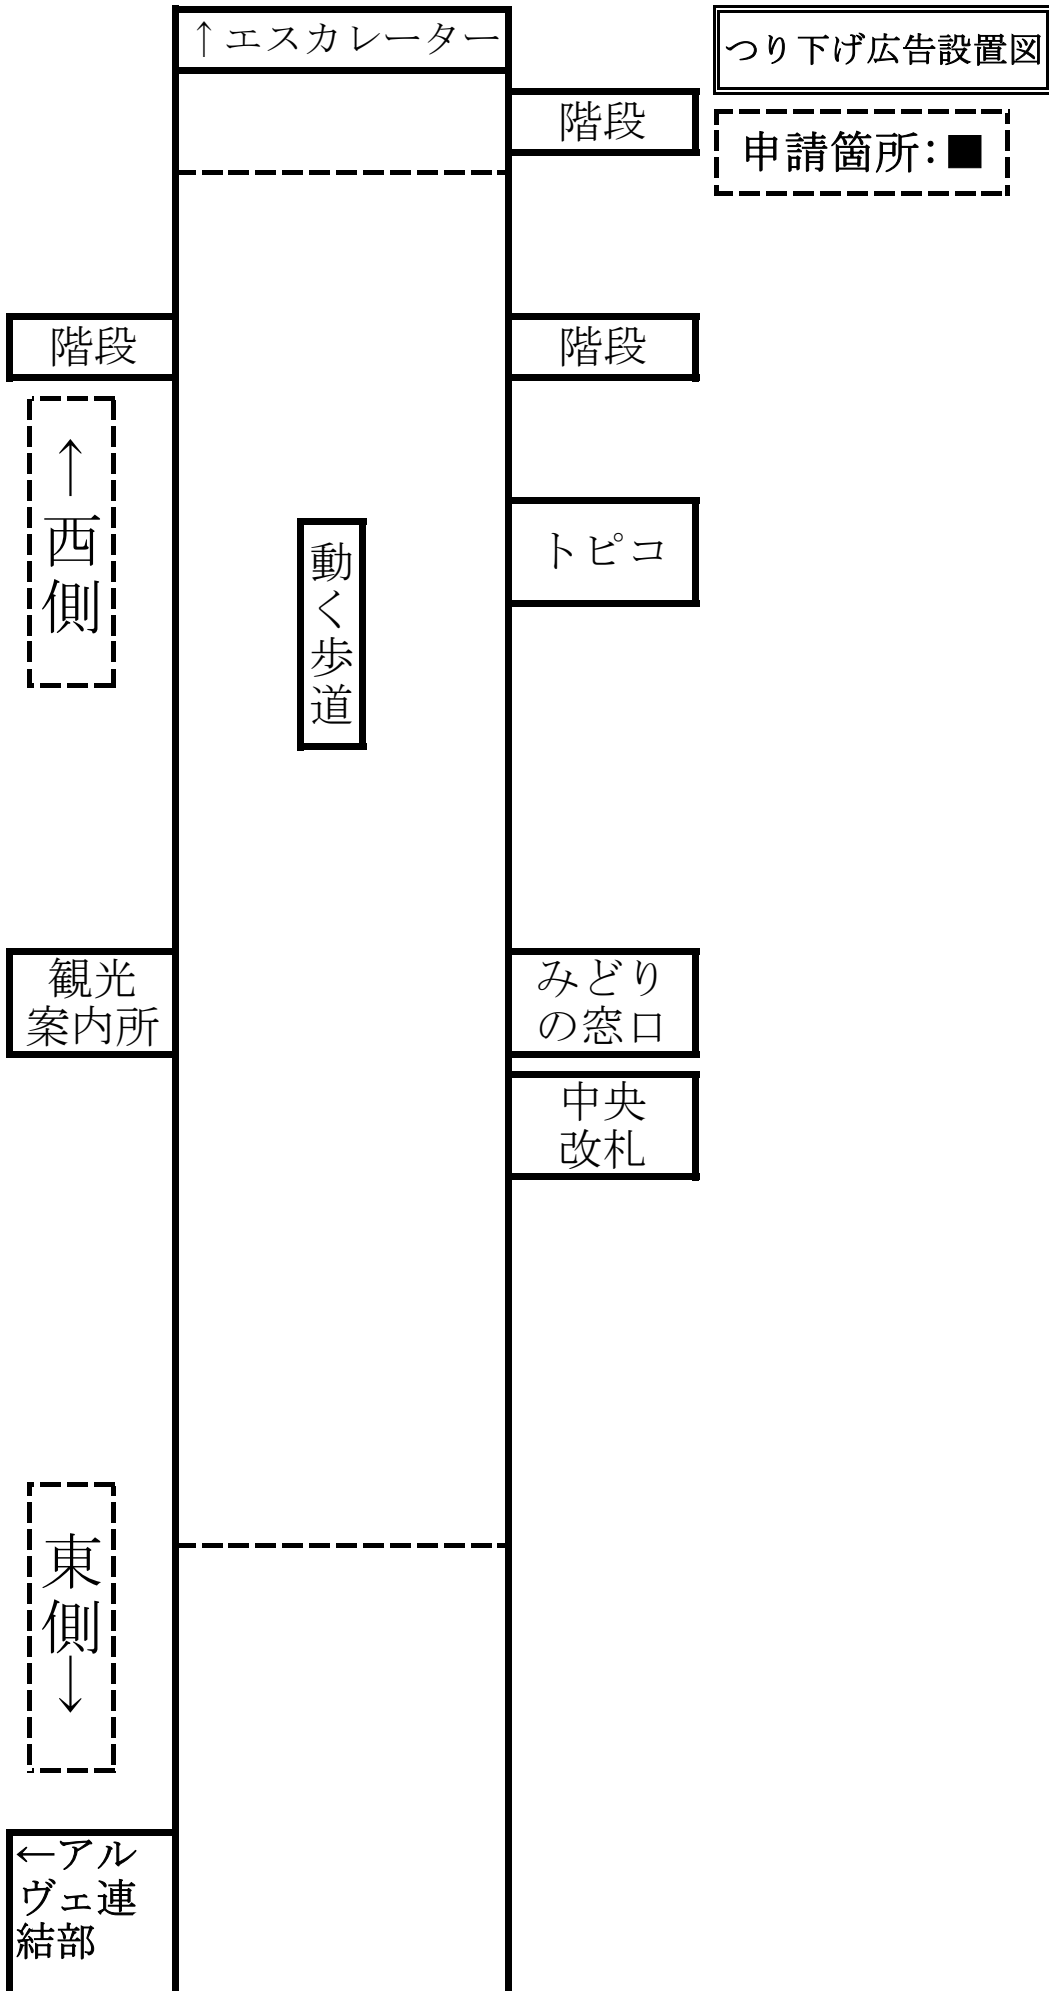 ↑エスカレーター
つり下げ広告設置図
階段
申請箇所：■
階段
階段
↑西側
トピコ
動く歩道
観光
案内所
みどり
の窓口
中央
改札
東側↓
←アル
ヴェ連
結部